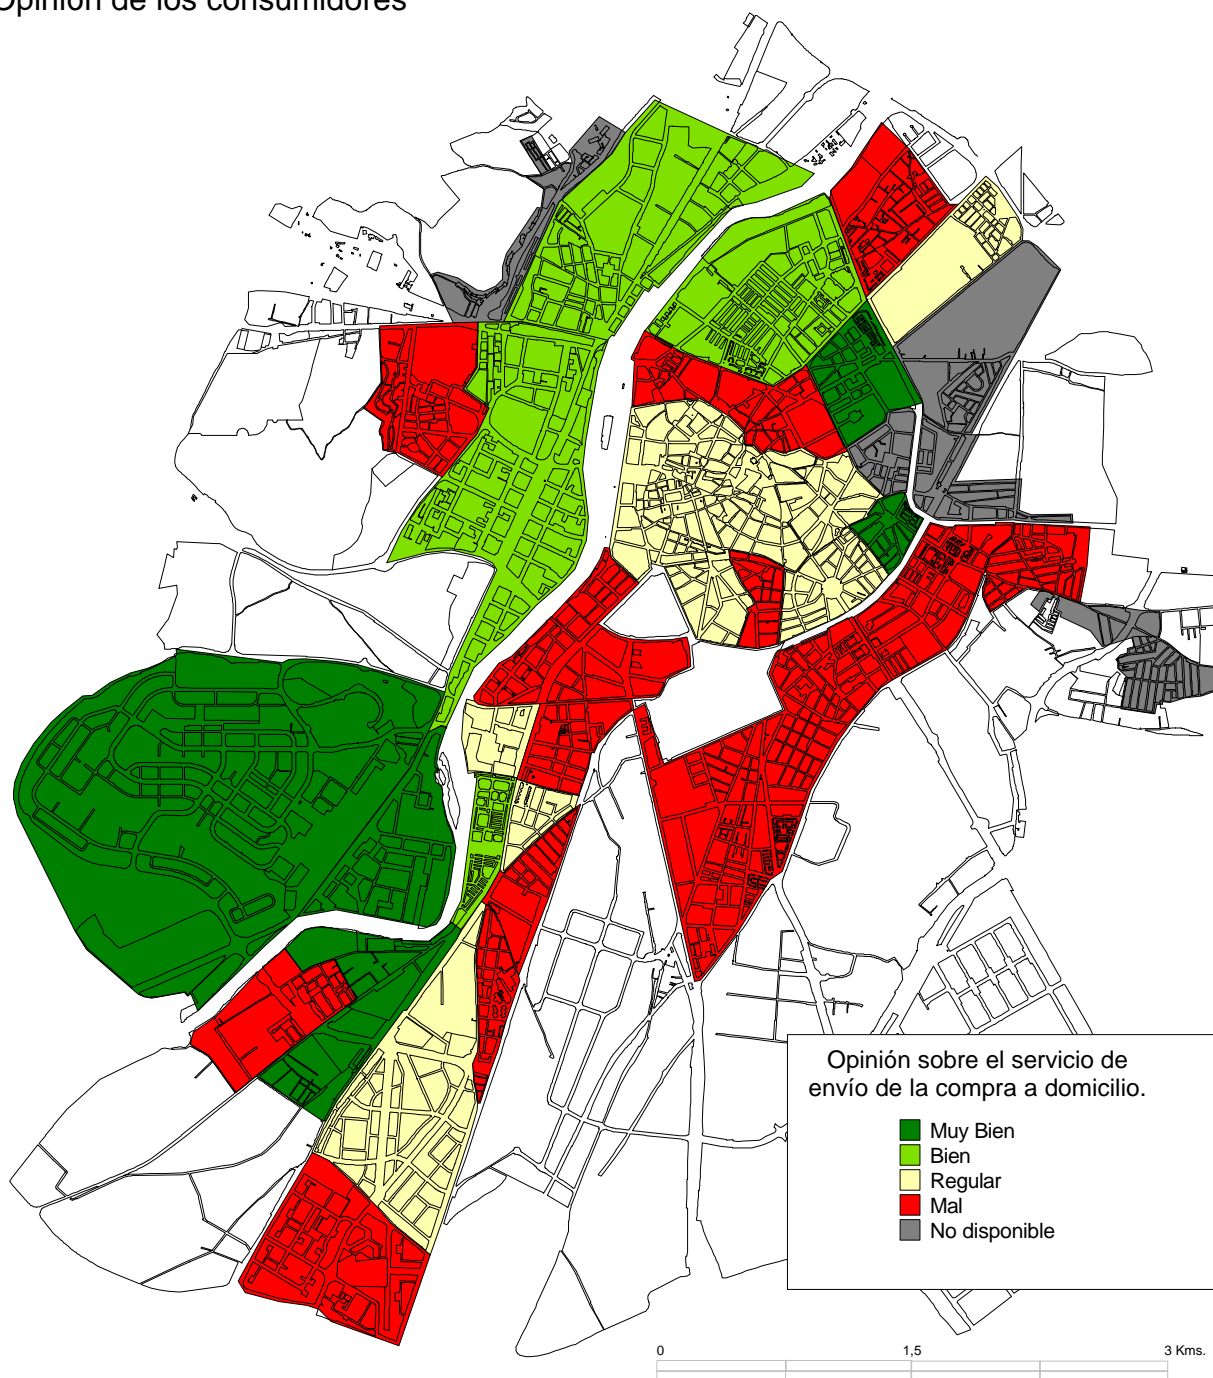 Opinión de los consumidores
Opinión sobre el servicio de
envío de la compra a domicilio.
Muy Bien
Bien
Regular
Mal
No disponible
0 1,5 3 Kms.